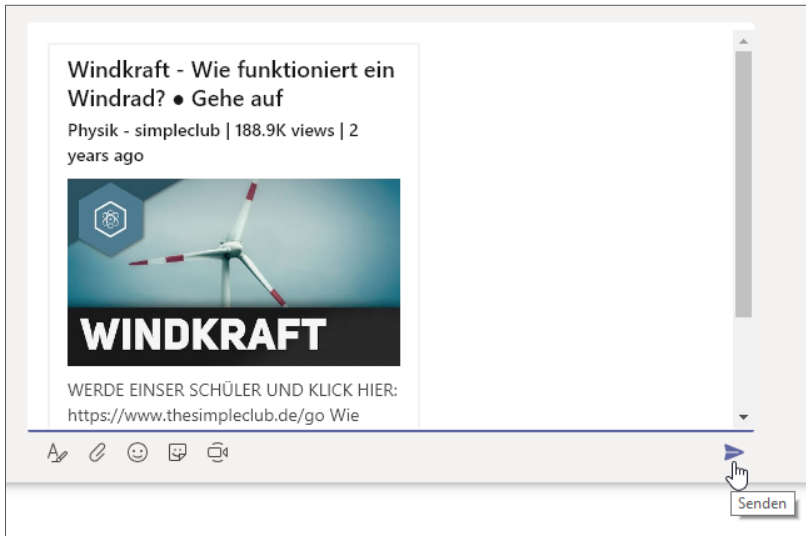 Windkraft - Wie funktioniert ein
Windrad? ● Gehe auf
Physik - simpleclub | 188.9K views | 2
years ago
WINDKRAFT
WERDE EINSER SCHÜLER UND KLICK HIER:
https://www.thesimpleclub.de/go Wie
Senden